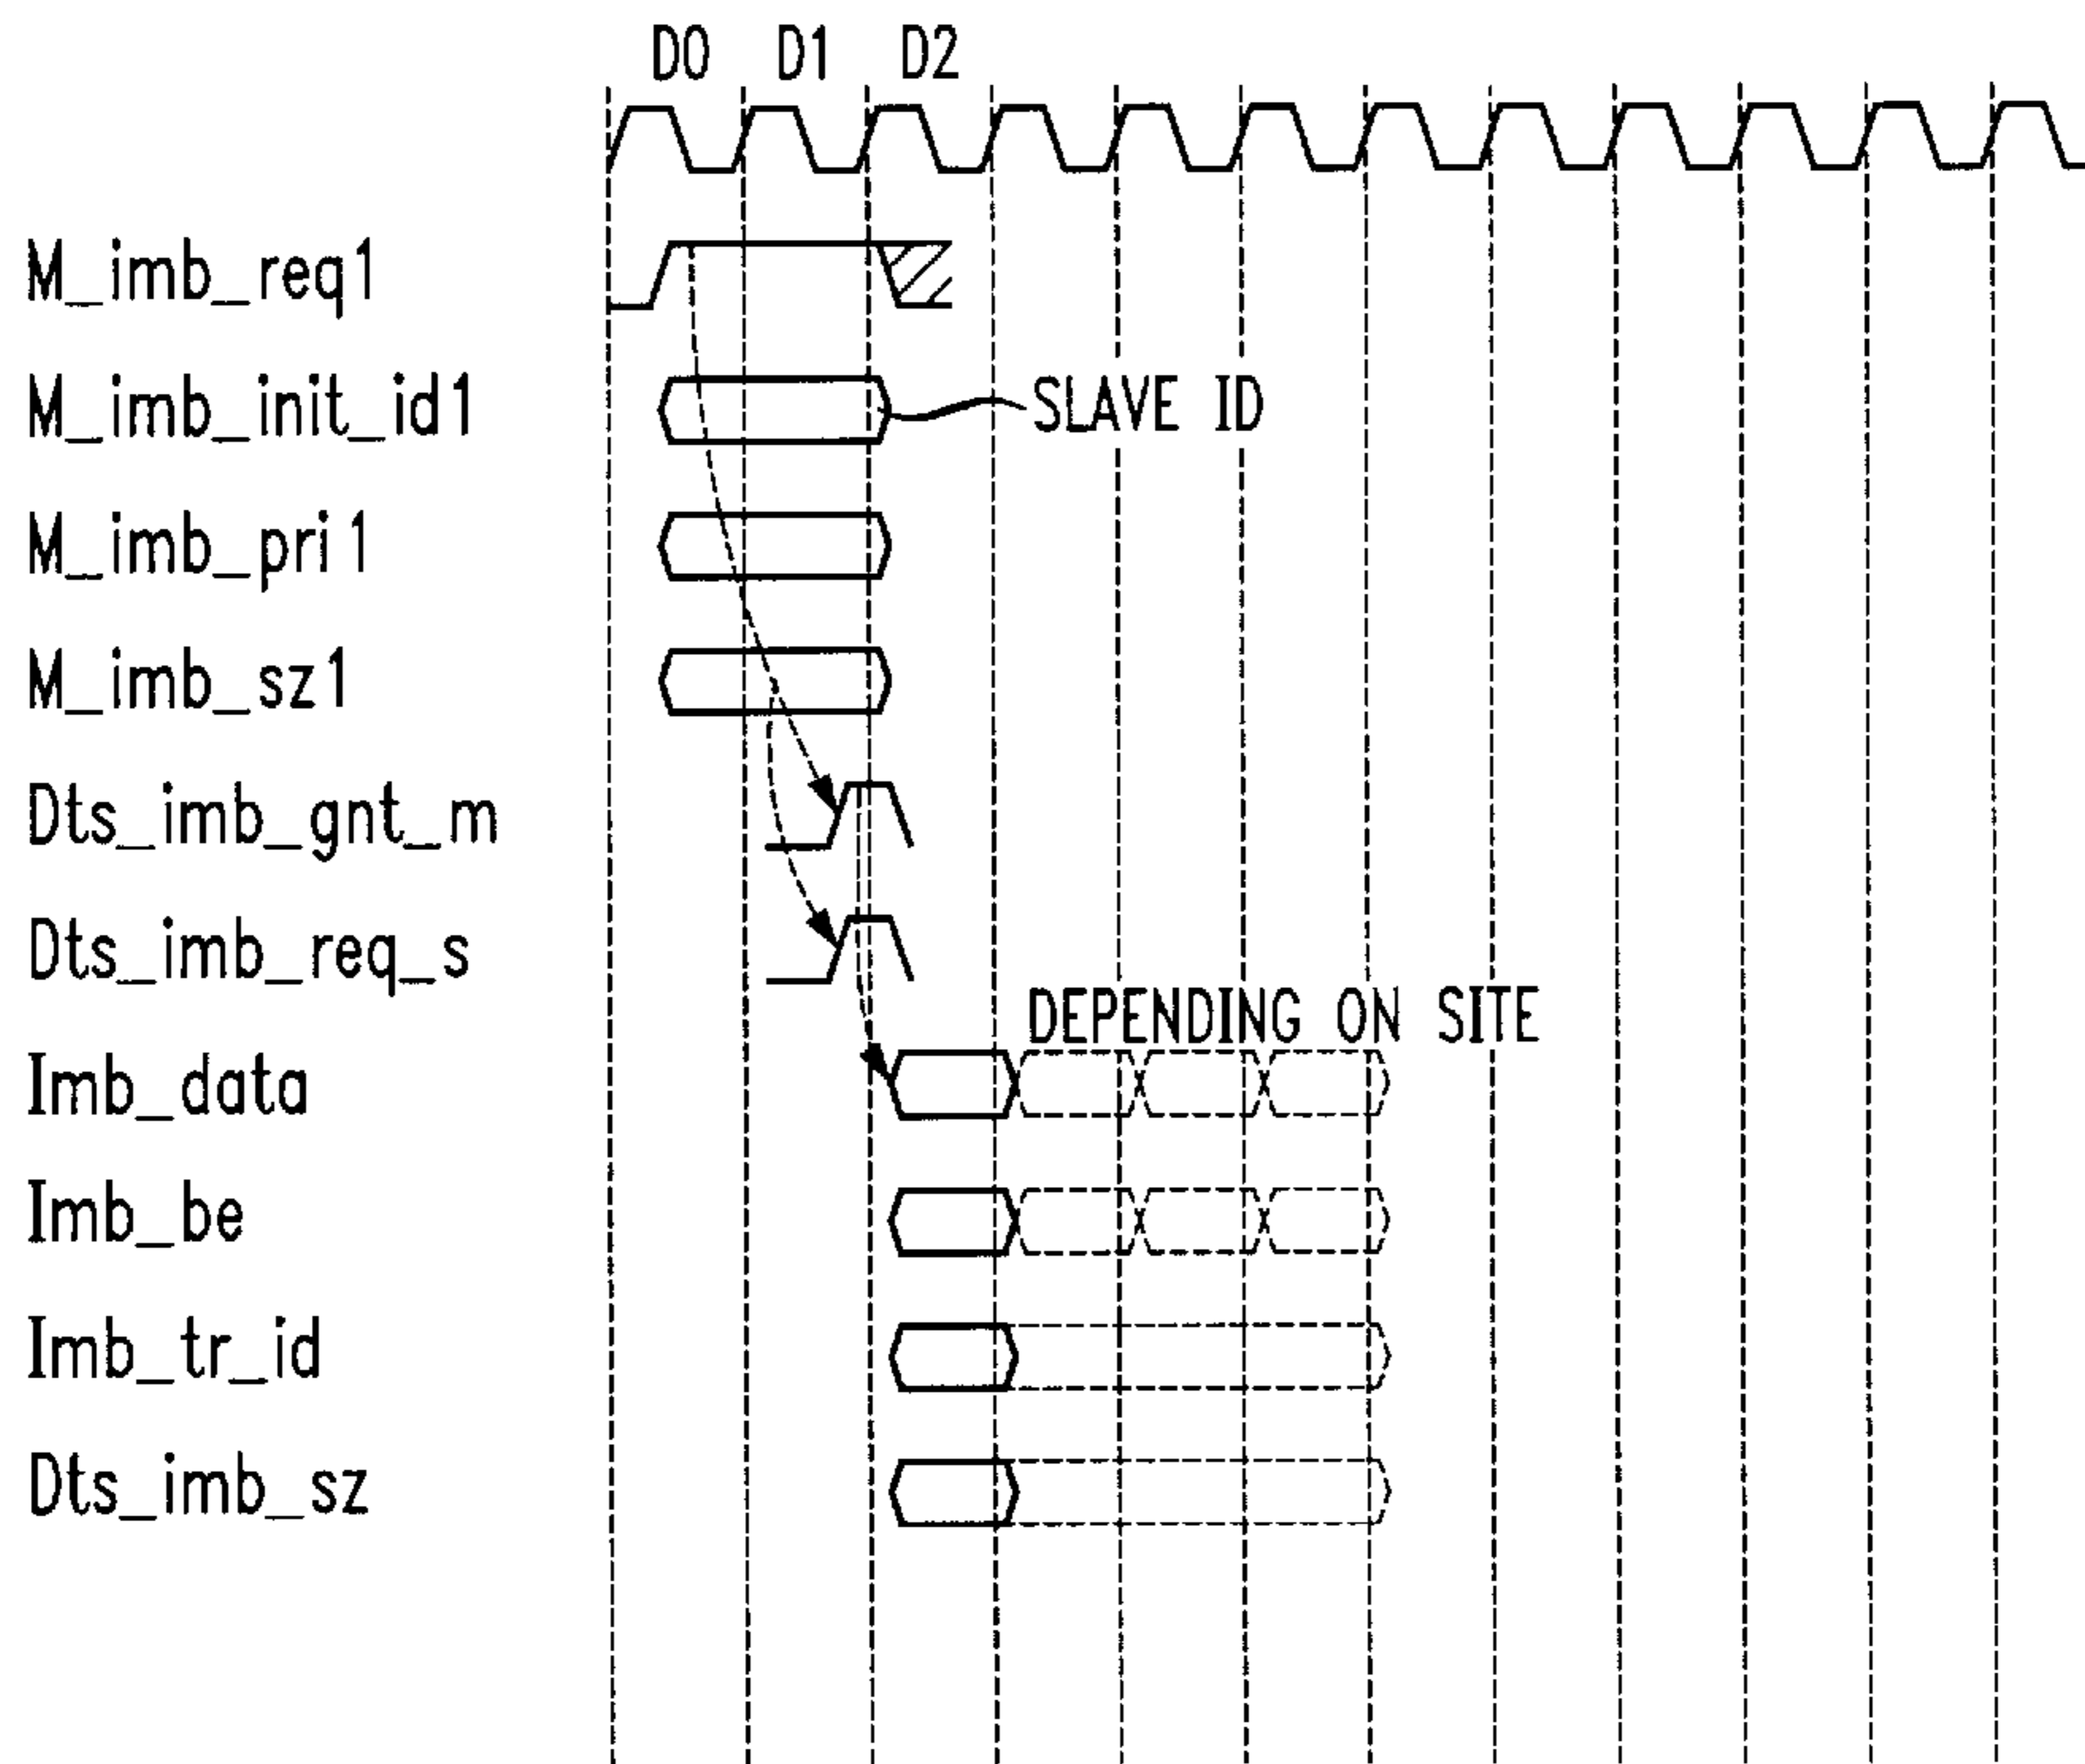 D0 D1 D2
M_imb_req1
M_imb_init_id1
SLAVE ID
M_imb_pri1
M_imb_sz1
Dts_imb_gnt_m
Dts_imb_req_s
DEPENDING ON SITE
Imb_data
Imb_be
Imb_tr_id
Dts_imb_sz